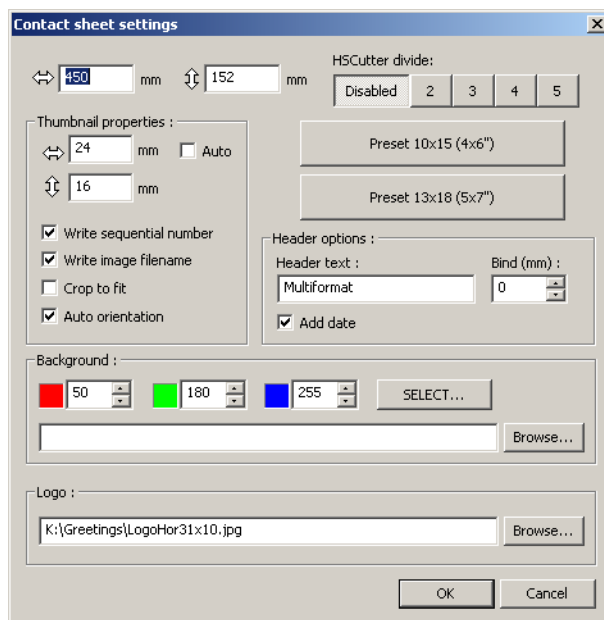 Contact sheet settings
450 mm 152 mm
HSCutter divide:
Disabled 2 3 4 5
Thumbnail properties :
24 mm Auto
16 mm
Preset 10x15 (4x6")
Preset 13x18 (5x7")
Write sequential number
Write image filename
Crop to fit
Auto orientation
Header options :
Header text : Bind (mm) :
Multiformat 0
Add date
Background :
50 180 255 SELECT...
Browse...
Logo :
K:\Greetings\LogoHor31x10.jpg Browse...
OK Cancel